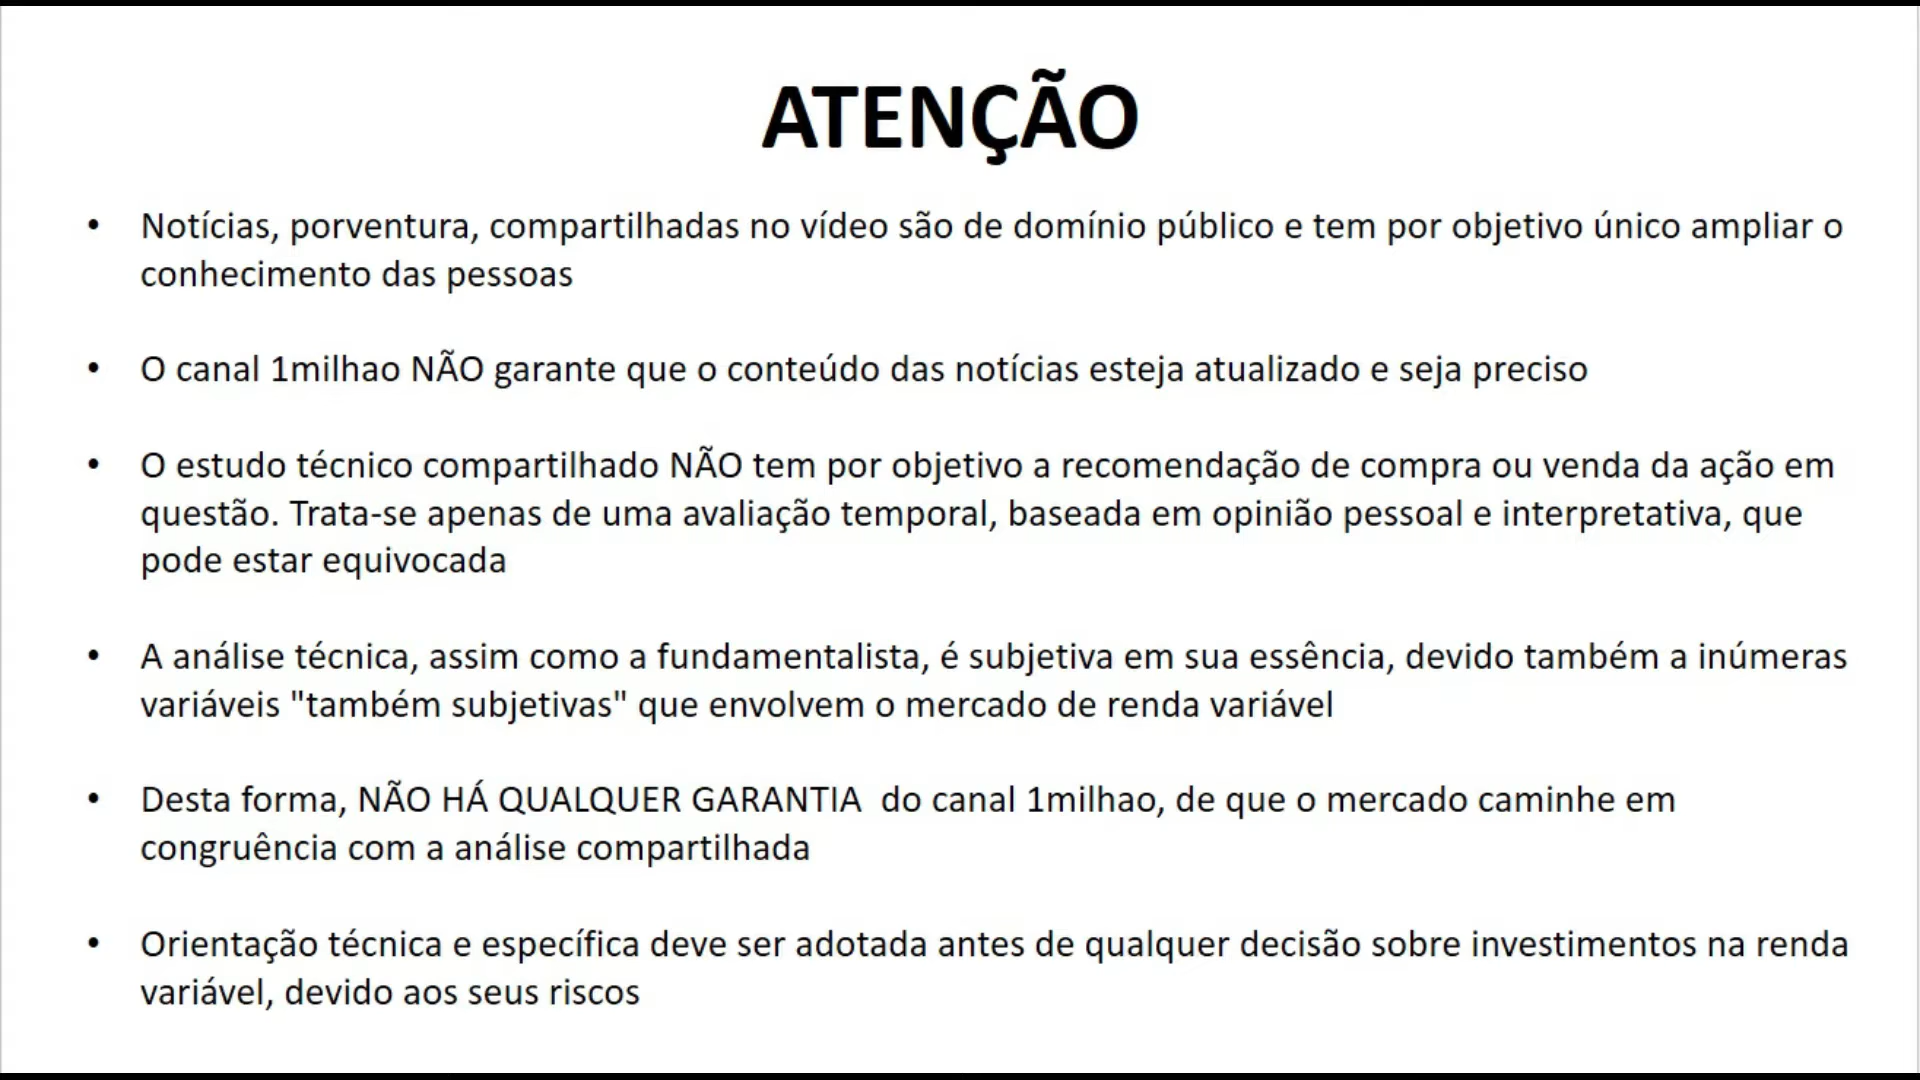 ATENÇÃO
• Notícias, porventura, compartilhadas no vídeo são de domínio público e tem por objetivo único ampliar o
conhecimento das pessoas
• O canal 1milhao NÃO garante que o conteúdo das notícias esteja atualizado e seja preciso
• O estudo técnico compartilhado NÃO tem por objetivo a recomendação de compra ou venda da ação em
questão. Trata-se apenas de uma avaliação temporal, baseada em opinião pessoal e interpretativa, que
pode estar equivocada
• A análise técnica, assim como a fundamentalista, é subjetiva em sua essência, devido também a inúmeras
variáveis "também subjetivas" que envolvem o mercado de renda variável
• Desta forma, NÃO HÁ QUALQUER GARANTIA  do canal 1milhao, de que o mercado caminhe em
congruência com a análise compartilhada
• Orientação técnica e específica deve ser adotada antes de qualquer decisão sobre investimentos na renda
variável, devido aos seus riscos